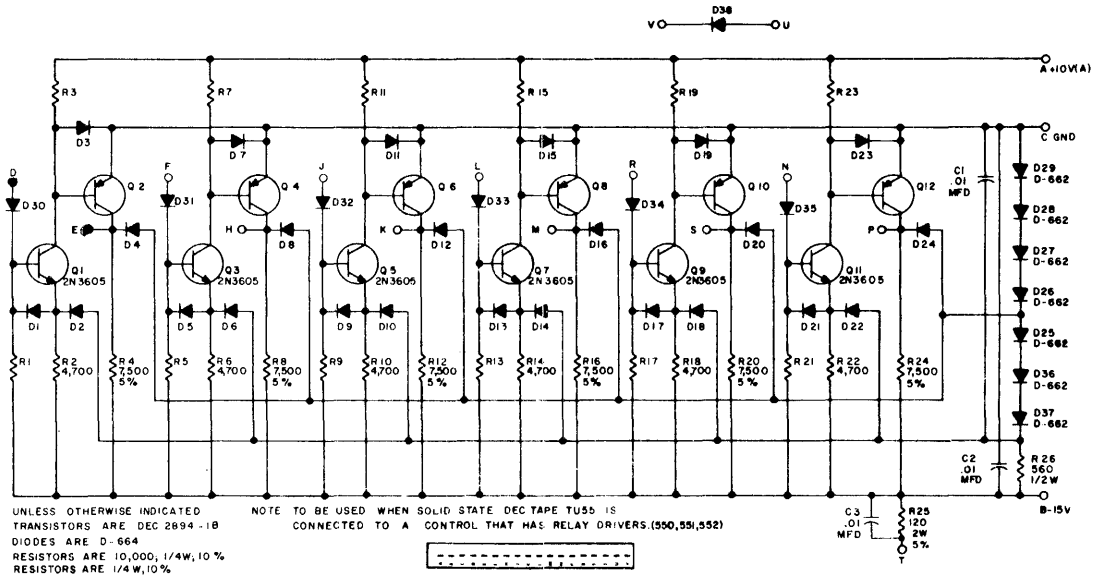 D38
V U
A+10V(A)
R3 R7 R11 R15 R19 R23
C GND
D3 D7 D11 D15 D19 D23
D F J L R N
D30 D31 D32 D33 D34 D35
Q2 Q4 Q6 Q8 Q10 Q12
E H K M S P
D4 D8 D12 D16 D20 D24
Q1 2N3605
Q3 2N3605
Q5 2N3605
Q7 2N3605
Q9 2N3605
Q11 2N3605
D1 D2 D5 D6 D9 D10 D13 D14 D17 D18 D21 D22
R1
R2 4,700
R4 7,500 5%
R5
R6 4,700
R8 7,500 5%
R9
R10 4,700
R12 7,500 5%
R13
R14 4,700
R16 7,500 5%
R17
R18 4,700
R20 7,500 5%
R21
R22 4,700
R24 7,500 5%
C1 .01 MFD
D29 D-662
D28 D-662
D27 D-662
D26 D-662
D25 D-662
D36 D-662
D37 D-662
C2 .01 MFD
R26 560 1/2W
B-15V
C3 .01 MFD
R25 120 2W 5%
T
UNLESS OTHERWISE INDICATED
TRANSISTORS ARE DEC 2894-1B
DIODES ARE D-664
RESISTORS ARE 10,000; 1/4W; 10%
RESISTORS ARE 1/4W, 10%
NOTE TO BE USED WHEN SOLID STATE DECTAPE TU55 IS
CONNECTED TO A CONTROL THAT HAS RELAY DRIVERS.(550,551,552)